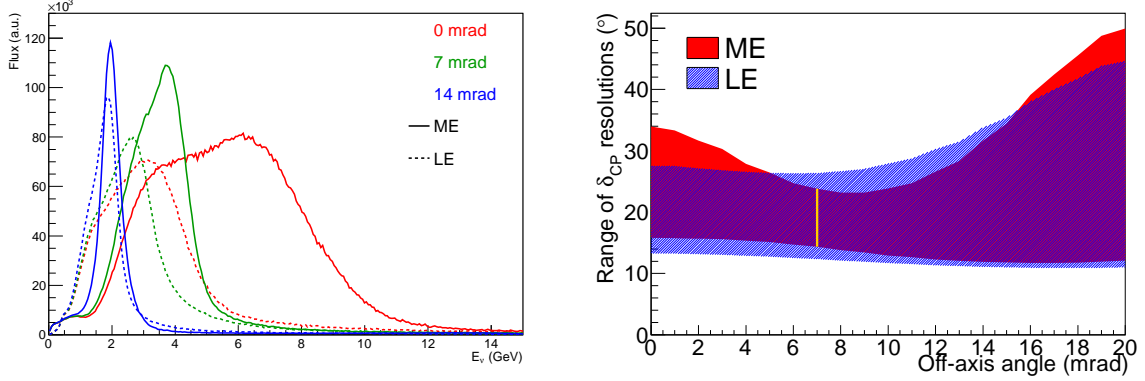 ×10³
Flux (a.u.)
120
100
80
60
40
20
0
0 2 4 6 8 10 12 14
E_ν (GeV)
0 mrad
7 mrad
14 mrad
ME
LE
Range of δ_CP resolutions (°)
50
40
30
20
10
0
0 2 4 6 8 10 12 14 16 18 20
Off-axis angle (mrad)
ME
LE